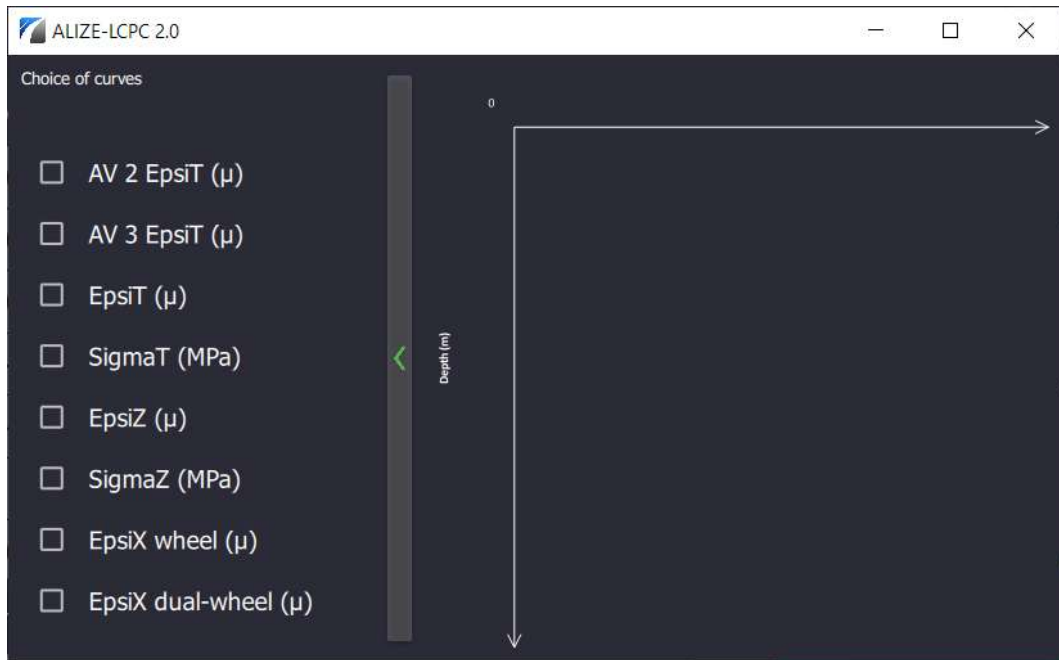 ALIZE-LCPC 2.0
Choice of curves
AV 2 EpsiT (μ)
AV 3 EpsiT (μ)
EpsiT (μ)
SigmaT (MPa)
EpsiZ (μ)
SigmaZ (MPa)
EpsiX wheel (μ)
EpsiX dual-wheel (μ)
0
Depth (m)